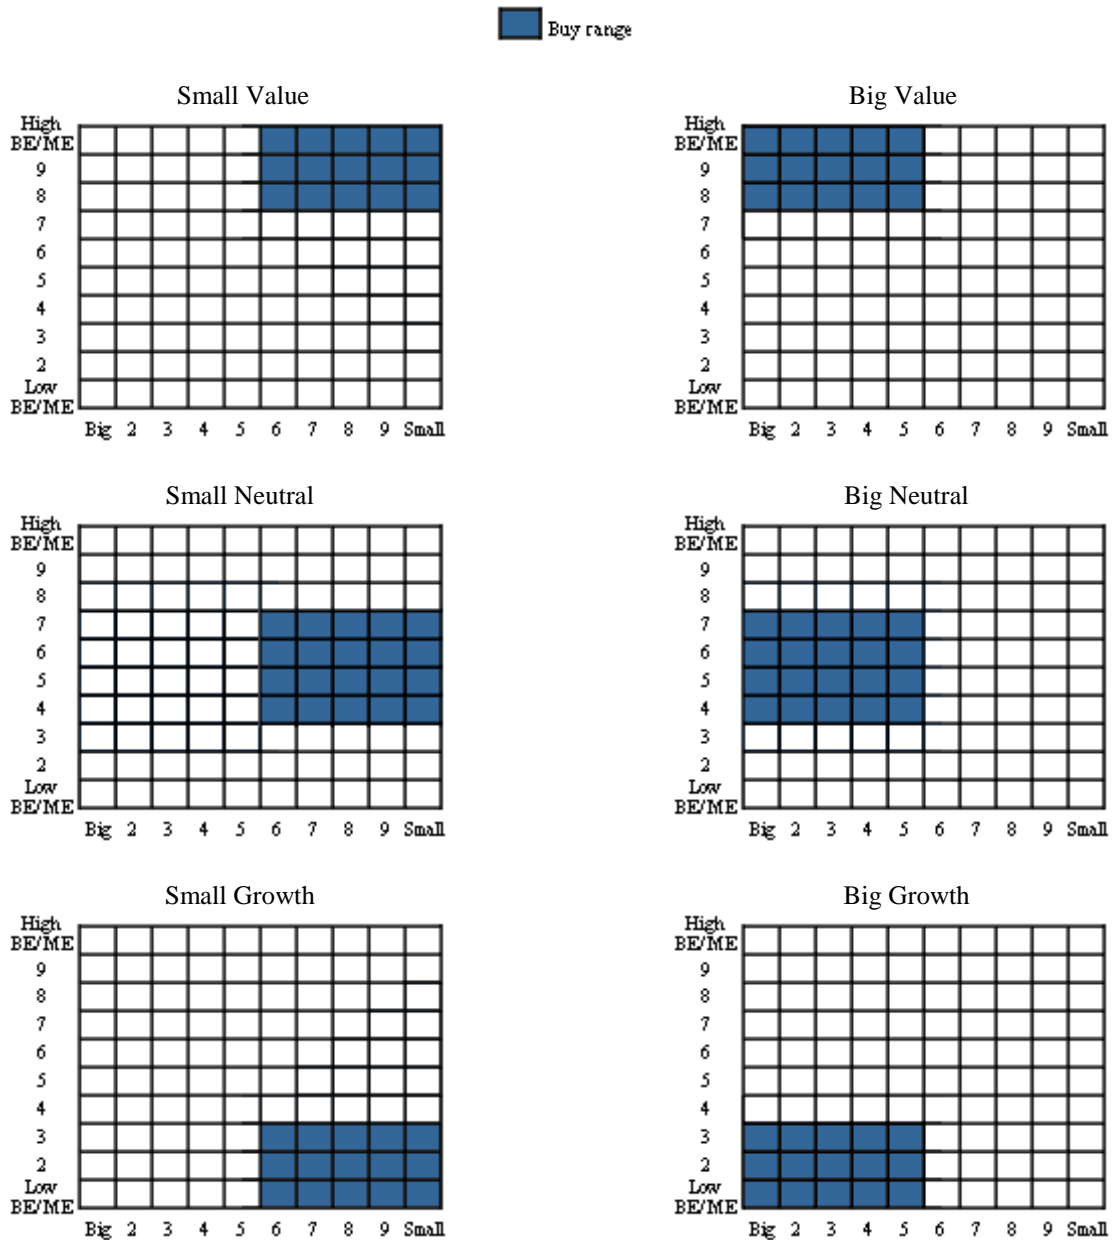 Buy range
Small Value
High
BE/ME
9
8
7
6
5
4
3
2
Low
BE/ME
Big 2 3 4 5 6 7 8 9 Small
Big Value
High
BE/ME
9
8
7
6
5
4
3
2
Low
BE/ME
Big 2 3 4 5 6 7 8 9 Small
Small Neutral
High
BE/ME
9
8
7
6
5
4
3
2
Low
BE/ME
Big 2 3 4 5 6 7 8 9 Small
Big Neutral
High
BE/ME
9
8
7
6
5
4
3
2
Low
BE/ME
Big 2 3 4 5 6 7 8 9 Small
Small Growth
High
BE/ME
9
8
7
6
5
4
3
2
Low
BE/ME
Big 2 3 4 5 6 7 8 9 Small
Big Growth
High
BE/ME
9
8
7
6
5
4
3
2
Low
BE/ME
Big 2 3 4 5 6 7 8 9 Small